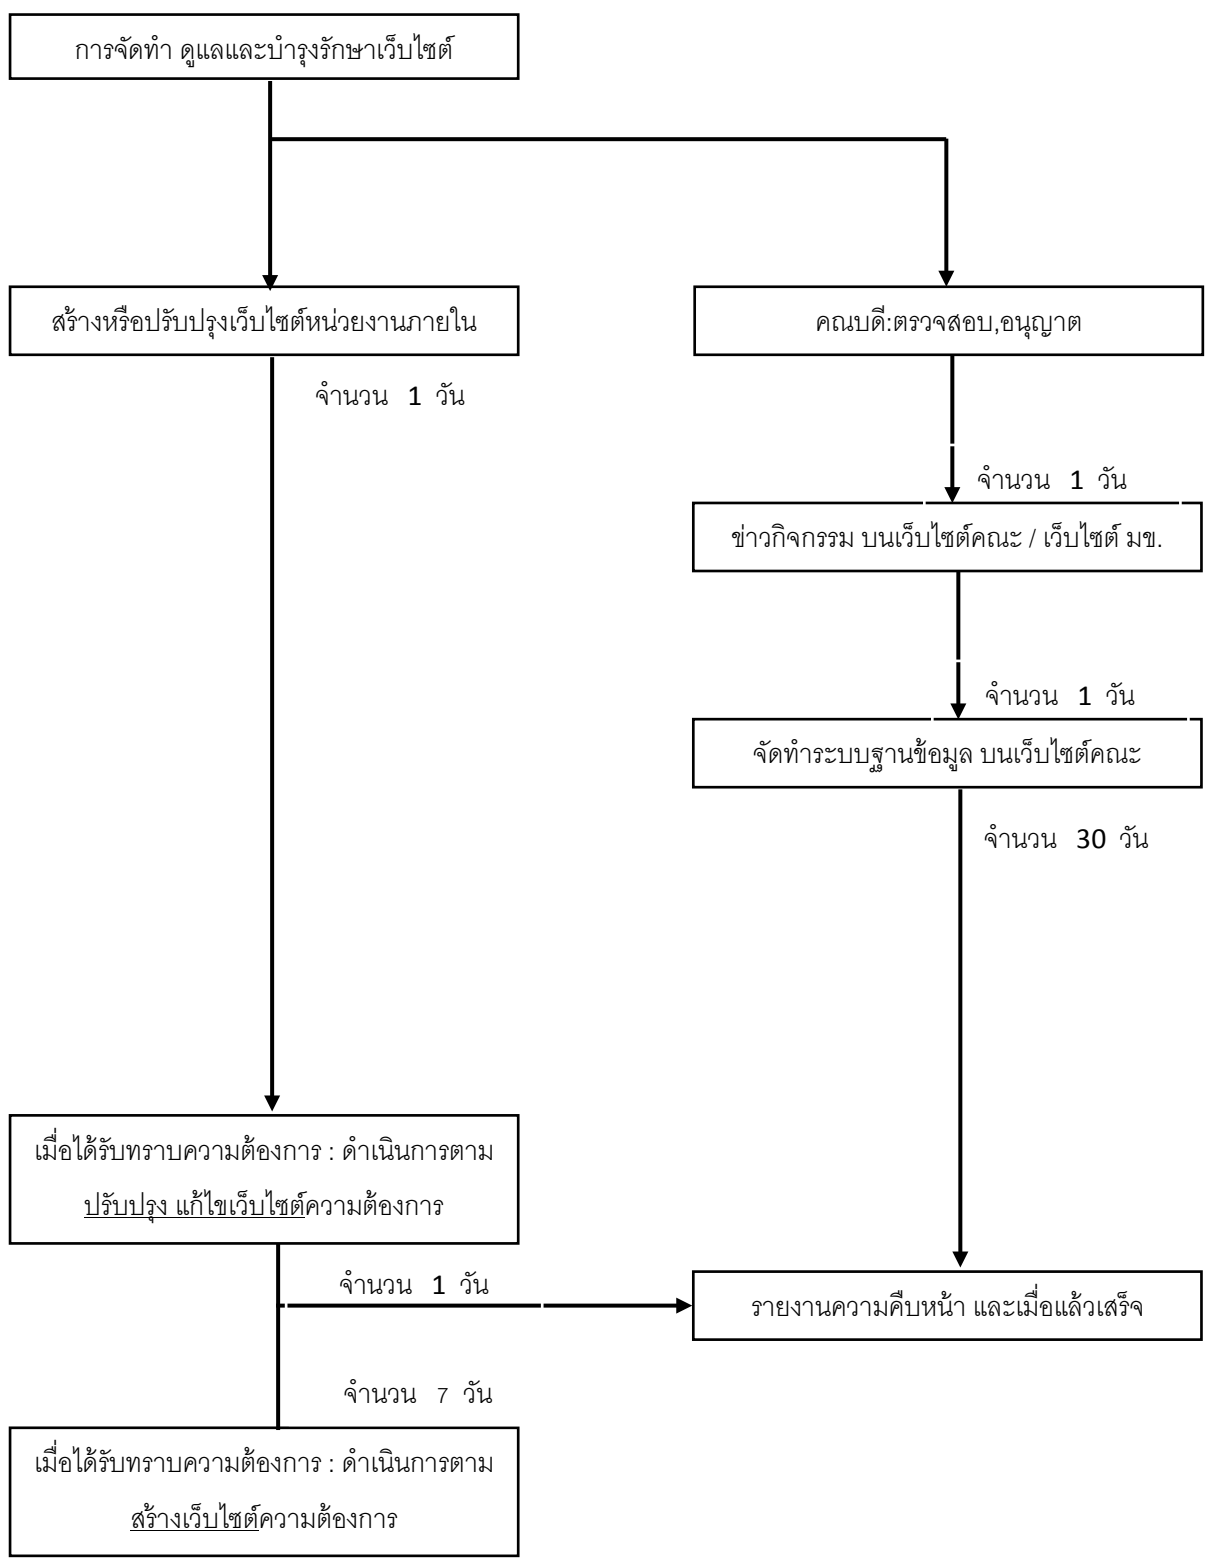 การจัดทำ ดูแลและบำรุงรักษาเว็บไซต์
สร้างหรือปรับปรุงเว็บไซต์หน่วยงานภายใน
คณบดี:ตรวจสอบ,อนุญาต
จำนวน 1 วัน
จำนวน 1 วัน
ข่าวกิจกรรม บนเว็บไซต์คณะ / เว็บไซต์ มข.
จำนวน 1 วัน
จัดทำระบบฐานข้อมูล บนเว็บไซต์คณะ
จำนวน 30 วัน
เมื่อได้รับทราบความต้องการ : ดำเนินการตาม
ปรับปรุง แก้ไขเว็บไซต์ความต้องการ
จำนวน 1 วัน
รายงานความคืบหน้า และเมื่อแล้วเสร็จ
จำนวน 7 วัน
เมื่อได้รับทราบความต้องการ : ดำเนินการตาม
สร้างเว็บไซต์ความต้องการ